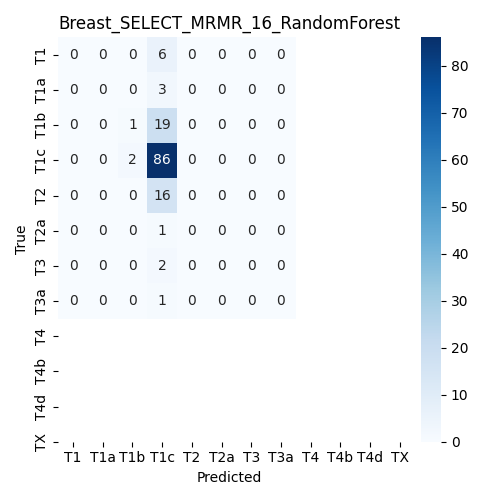 Breast_SELECT_MRMR_16_RandomForest
T1 0 0 0 6 0 0 0 0
T1a 0 0 0 3 0 0 0 0
T1b 0 0 1 19 0 0 0 0
T1c 0 0 2 86 0 0 0 0
T2 0 0 0 16 0 0 0 0
T2a 0 0 0 1 0 0 0 0
T3 0 0 0 2 0 0 0 0
T3a 0 0 0 1 0 0 0 0
T4
T4b
T4d
TX
True
T1 T1a T1b T1c T2 T2a T3 T3a T4 T4b T4d TX
Predicted
80
70
60
50
40
30
20
10
0